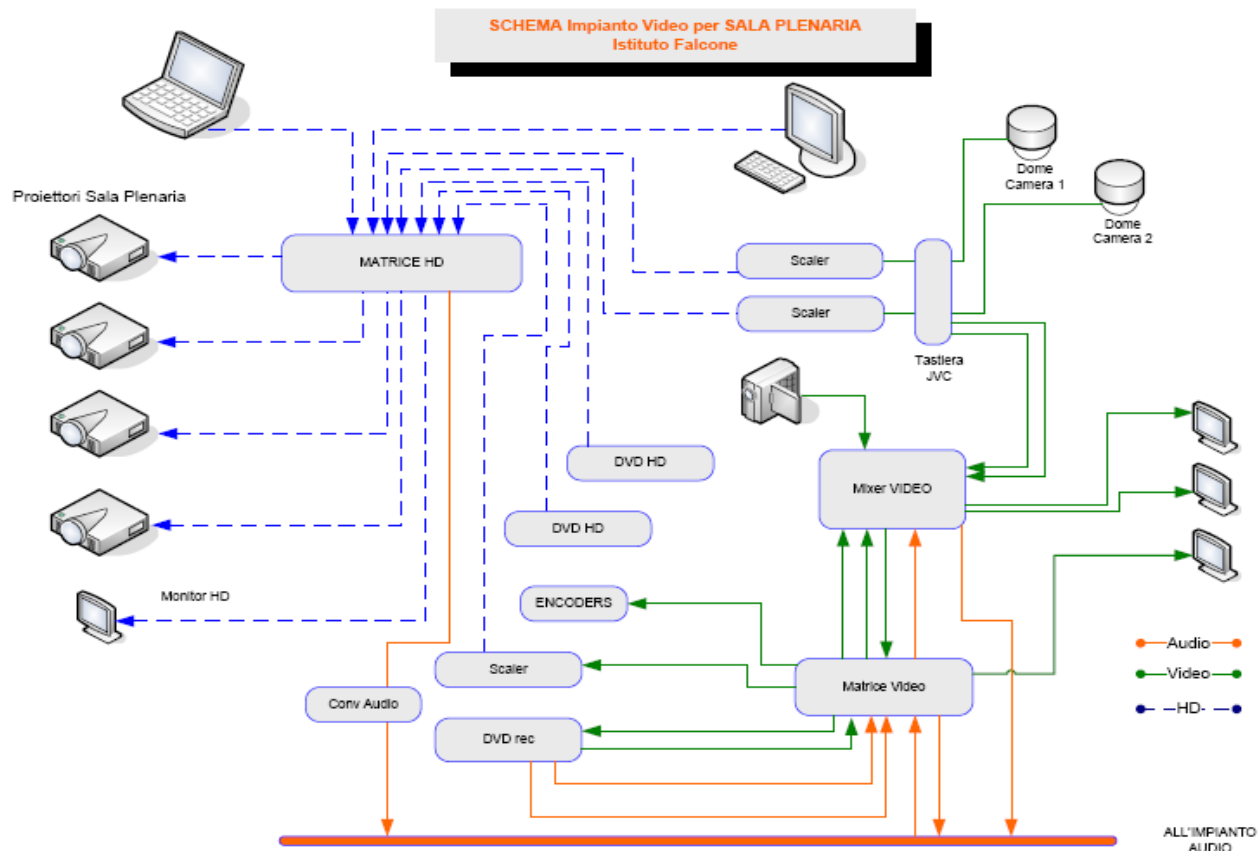 SCHEMA Impianto Video per SALA PLENARIA
Istituto Falcone
Proiettori Sala Plenaria
Dome
Camera 1
Dome
Camera 2
MATRICE HD
Scaler
Scaler
Tastiera
JVC
DVD HD
Mixer VIDEO
DVD HD
ENCODERS
Monitor HD
Scaler
Matrice Video
Conv Audio
DVD rec
Audio
Video
HD
ALL'IMPIANTO
AUDIO